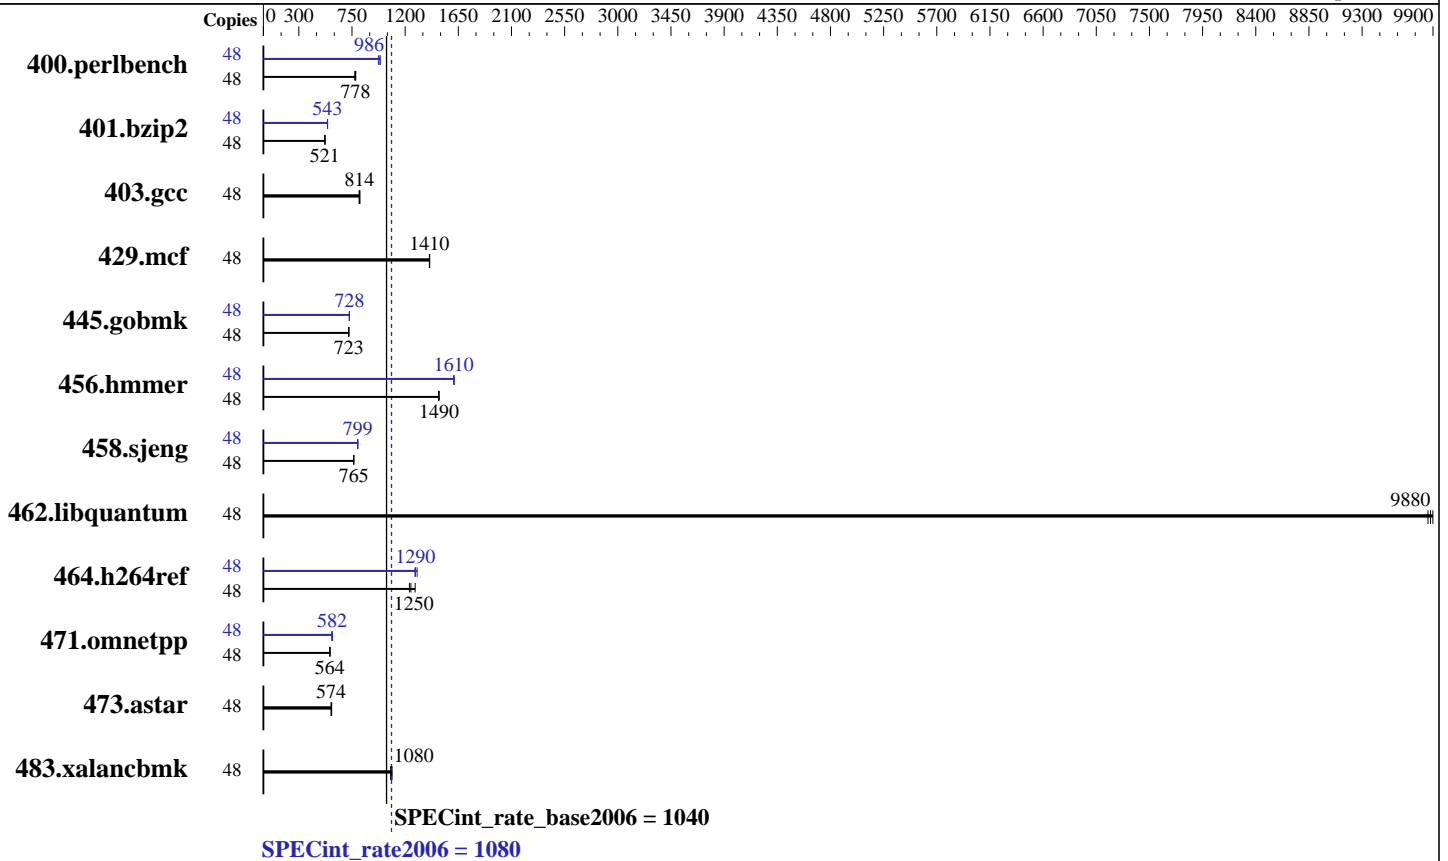 Copies 0 300 750 1200 1650 2100 2550 3000 3450 3900 4350 4800 5250 5700 6150 6600 7050 7500 7950 8400 8850 9300 9900
400.perlbench 48 986
48 778
401.bzip2 48 543
48 521
403.gcc 48 814
429.mcf 48 1410
445.gobmk 48 728
48 723
456.hmmer 48 1610
48 1490
458.sjeng 48 799
48 765
462.libquantum 48 9880
464.h264ref 48 1290
48 1250
471.omnetpp 48 582
48 564
473.astar 48 574
483.xalancbmk 48 1080
SPECint_rate_base2006 = 1040
SPECint_rate2006 = 1080